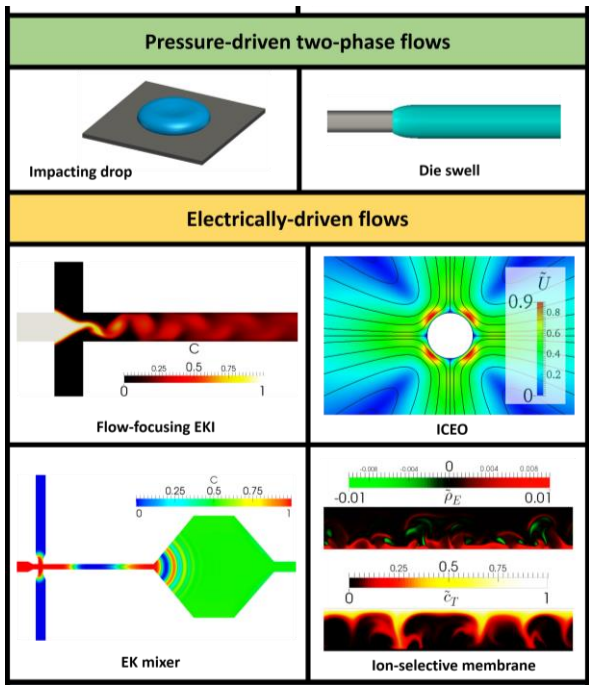 Pressure-driven two-phase flows
Impacting drop
Die swell
Electrically-driven flows
C
0 0.25 0.5 0.75 1
Flow-focusing EKI
Ũ
0.9
0.8
0.6
0.4
0.2
0
ICEO
C
0 0.25 0.5 0.75 1
EK mixer
0
-0.008 -0.004 0.004 0.008
-0.01 ρ̃_E 0.01
0.5
0.25 0.75
0 c̃_T 1
Ion-selective membrane